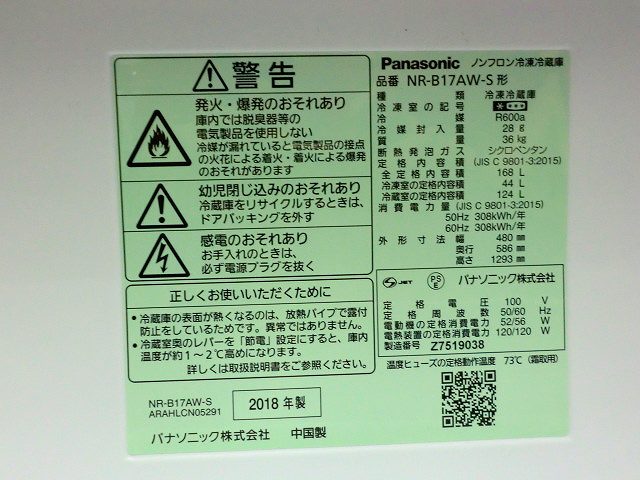 警告
発火・爆発のおそれあり
庫内では脱臭器等の
電気製品を使用しない
冷媒が漏れていると電気製品の接点
の火花による着火・着火による爆発
のおそれがあります
幼児閉じ込みのおそれあり
冷蔵庫をリサイクルするときは、
ドアパッキングを外す
感電のおそれあり
お手入れのときは、
必ず電源プラグを抜く
正しくお使いいただくために
・冷蔵庫の表面が熱くなるのは、放熱パイプで露付
防止をしているためです。異常ではありません。
・冷蔵室奥のレバーを「節電」設定にすると、庫内
温度が約1～2℃高めになります。
詳しくは取扱説明書をご参照ください。
NR-B17AW-S
ARAHLCN05291
2018年製
パナソニック株式会社 中国製
Panasonic ノンフロン冷凍冷蔵庫
品番 NR-B17AW-S形
種類 冷凍冷蔵庫
冷凍室の記号
冷媒 R600a
冷媒封入量 28g
質量 36kg
断熱発泡ガス シクロペンタン
定格内容積 (JIS C 9801-3:2015)
全定格内容積 168 L
冷凍室の定格内容積 44 L
冷蔵室の定格内容積 124 L
消費電力量 (JIS C 9801-3:2015)
50Hz 308kWh/年
60Hz 308kWh/年
外形寸法 幅 480 mm
奥行 586 mm
高さ 1293 mm
JET PS E パナソニック株式会社
定格電圧 100 V
定格周波数 50/60 Hz
電動機の定格消費電力 52/56 W
電熱装置の定格消費電力 120/120 W
製造番号 Z7519038
温度ヒューズの定格動作温度 73℃（霜取用）